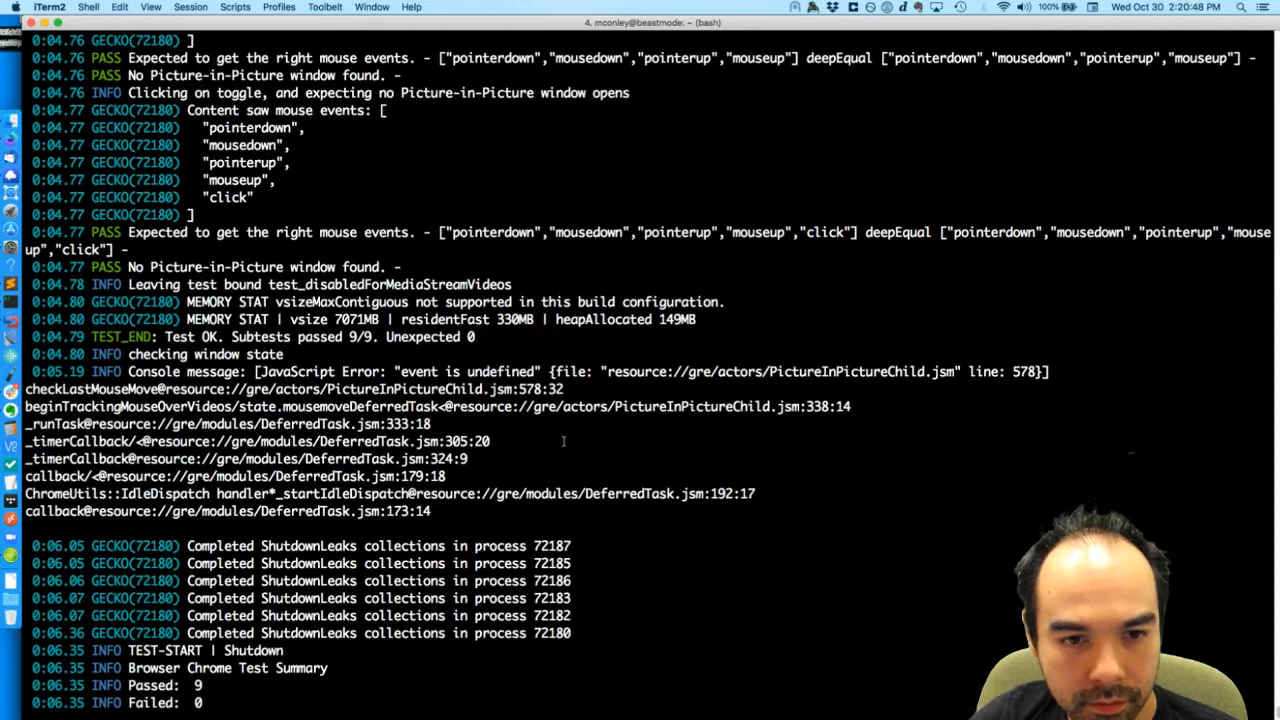 iTerm2 Shell Edit View Session Scripts Profiles Toolbelt Window Help 100% Wed Oct 30 2:20:48 PM
4. mconley@beastmode: ~ (bash)
0:04.76 GECKO(72180) ]
0:04.76 PASS Expected to get the right mouse events. - ["pointerdown","mousedown","pointerup","mouseup"] deepEqual ["pointerdown","mousedown","pointerup","mouseup"] -
0:04.76 PASS No Picture-in-Picture window found. -
0:04.76 INFO Clicking on toggle, and expecting no Picture-in-Picture window opens
0:04.77 GECKO(72180) Content saw mouse events: [
0:04.77 GECKO(72180)   "pointerdown",
0:04.77 GECKO(72180)   "mousedown",
0:04.77 GECKO(72180)   "pointerup",
0:04.77 GECKO(72180)   "mouseup",
0:04.77 GECKO(72180)   "click"
0:04.77 GECKO(72180) ]
0:04.77 PASS Expected to get the right mouse events. - ["pointerdown","mousedown","pointerup","mouseup","click"] deepEqual ["pointerdown","mousedown","pointerup","mouse
up","click"] -
0:04.77 PASS No Picture-in-Picture window found. -
0:04.78 INFO Leaving test bound test_disabledForMediaStreamVideos
0:04.80 GECKO(72180) MEMORY STAT vsizeMaxContiguous not supported in this build configuration.
0:04.80 GECKO(72180) MEMORY STAT | vsize 7071MB | residentFast 330MB | heapAllocated 149MB
0:04.79 TEST_END: Test OK. Subtests passed 9/9. Unexpected 0
0:04.80 INFO checking window state
0:05.19 INFO Console message: [JavaScript Error: "event is undefined" {file: "resource://gre/actors/PictureInPictureChild.jsm" line: 578}]
checkLastMouseMove@resource://gre/actors/PictureInPictureChild.jsm:578:32
beginTrackingMouseOverVideos/state.mousemoveDeferredTask<@resource://gre/actors/PictureInPictureChild.jsm:338:14
_runTask@resource://gre/modules/DeferredTask.jsm:333:18
_timerCallback/<@resource://gre/modules/DeferredTask.jsm:305:20
_timerCallback@resource://gre/modules/DeferredTask.jsm:324:9
callback/<@resource://gre/modules/DeferredTask.jsm:179:18
ChromeUtils::IdleDispatch handler*_startIdleDispatch@resource://gre/modules/DeferredTask.jsm:192:17
callback@resource://gre/modules/DeferredTask.jsm:173:14
0:06.05 GECKO(72180) Completed ShutdownLeaks collections in process 72187
0:06.05 GECKO(72180) Completed ShutdownLeaks collections in process 72185
0:06.06 GECKO(72180) Completed ShutdownLeaks collections in process 72186
0:06.07 GECKO(72180) Completed ShutdownLeaks collections in process 72183
0:06.07 GECKO(72180) Completed ShutdownLeaks collections in process 72182
0:06.36 GECKO(72180) Completed ShutdownLeaks collections in process 72180
0:06.35 INFO TEST-START | Shutdown
0:06.35 INFO Browser Chrome Test Summary
0:06.35 INFO Passed:  9
0:06.35 INFO Failed:  0